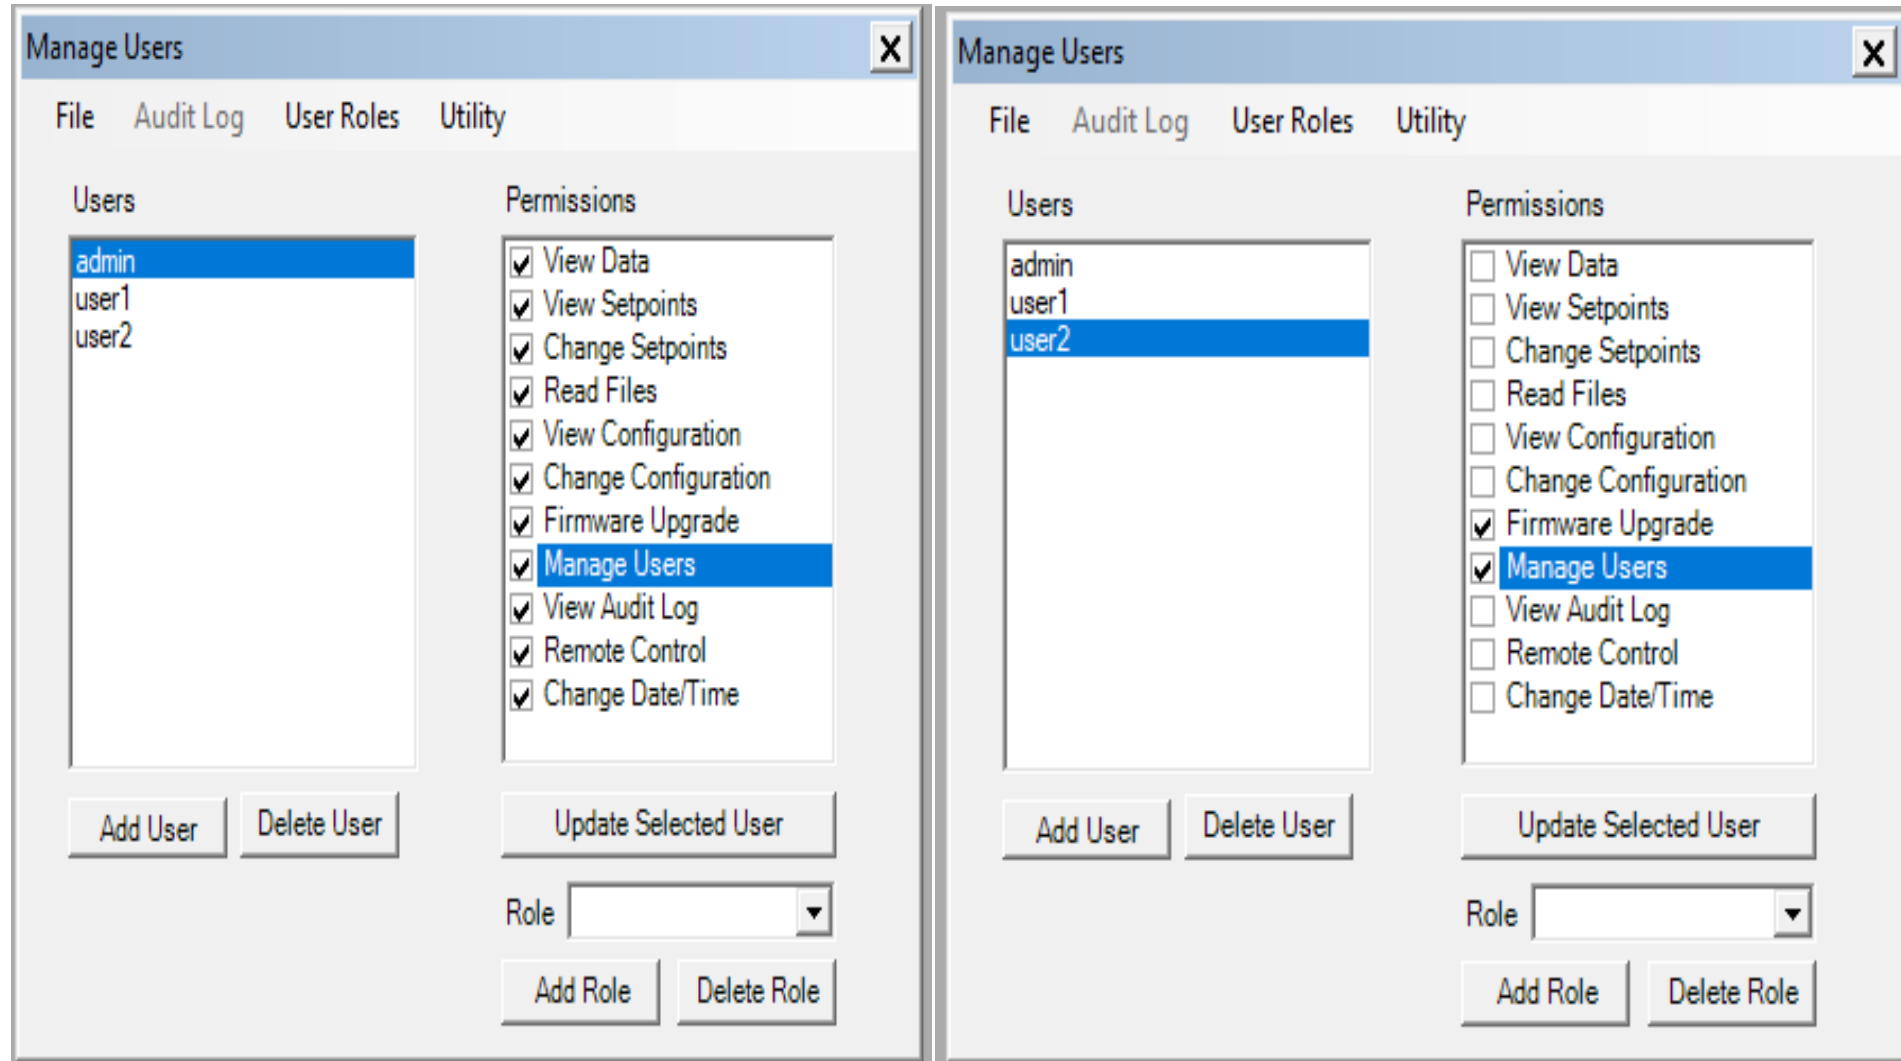 Manage Users
X
File Audit Log User Roles Utility
Users
admin
user1
user2
Permissions
View Data
View Setpoints
Change Setpoints
Read Files
View Configuration
Change Configuration
Firmware Upgrade
Manage Users
View Audit Log
Remote Control
Change Date/Time
Add User Delete User
Update Selected User
Role
Add Role Delete Role
Manage Users
X
File Audit Log User Roles Utility
Users
admin
user1
user2
Permissions
View Data
View Setpoints
Change Setpoints
Read Files
View Configuration
Change Configuration
Firmware Upgrade
Manage Users
View Audit Log
Remote Control
Change Date/Time
Add User Delete User
Update Selected User
Role
Add Role Delete Role